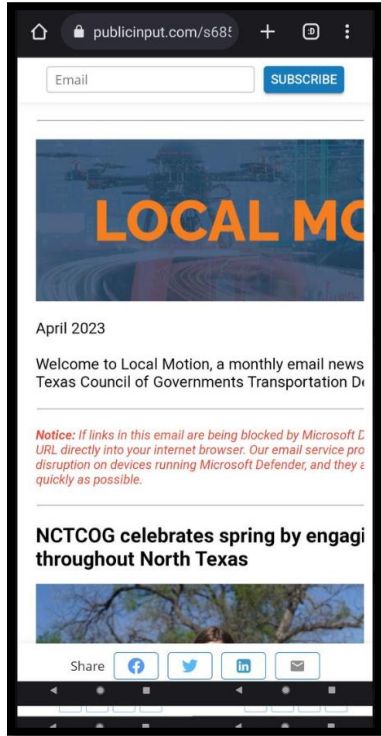 publicinput.com/s685
:D
Email
SUBSCRIBE
LOCAL MO
April 2023
Welcome to Local Motion, a monthly email news
Texas Council of Governments Transportation De
Notice: If links in this email are being blocked by Microsoft D
URL directly into your internet browser. Our email service pro
disruption on devices running Microsoft Defender, and they a
quickly as possible.
NCTCOG celebrates spring by engagi
throughout North Texas
Share